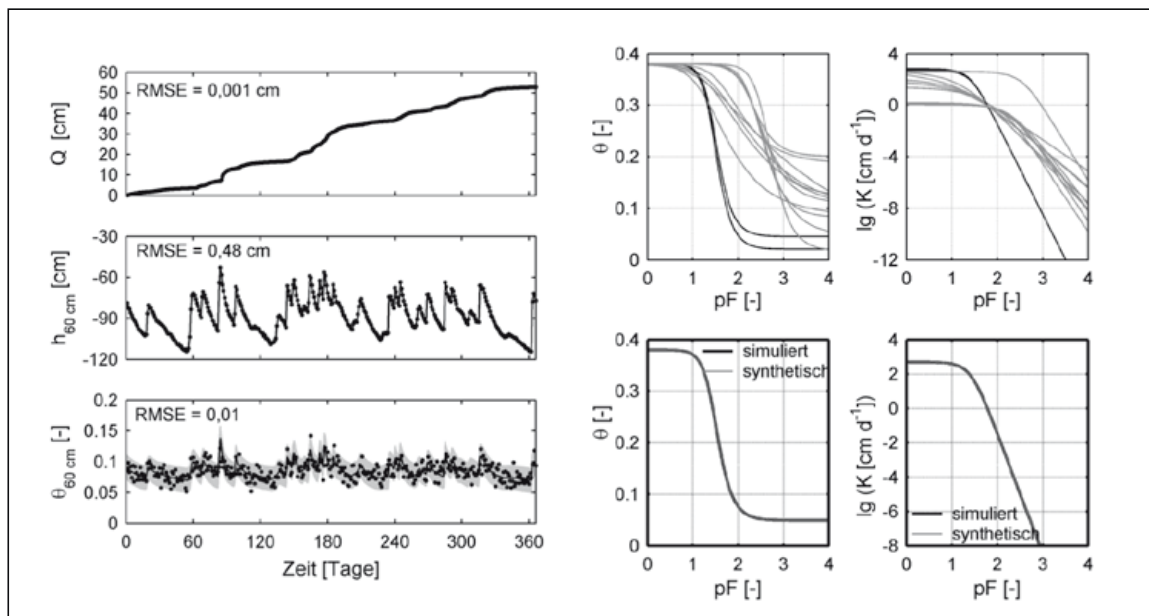 60
50
40
30
20
10
0
Q [cm]
RMSE = 0,001 cm
-30
-60
-90
-120
h60 cm [cm]
RMSE = 0,48 cm
0.2
0.15
0.1
0.05
0
θ60 cm [-]
RMSE = 0,01
0 60 120 180 240 300 360
Zeit [Tage]
0.4
0.3
0.2
0.1
0
θ [-]
0 1 2 3 4
pF [-]
4
0
-4
-8
-12
lg (K [cm d-1])
0 1 2 3 4
pF [-]
0.4
0.3
0.2
0.1
0
θ [-]
simuliert
synthetisch
0 1 2 3 4
pF [-]
4
2
0
-2
-4
-6
-8
lg (K [cm d-1])
simuliert
synthetisch
0 1 2 3 4
pF [-]